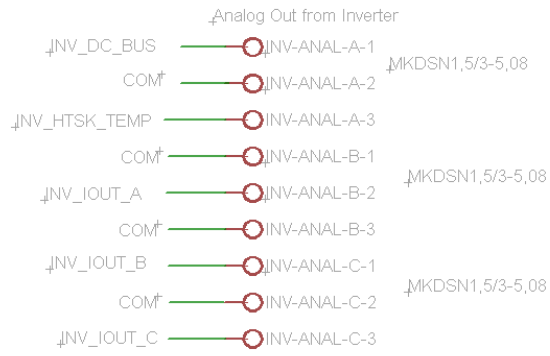 Analog Out from Inverter
INV_DC_BUS INV-ANAL-A-1
MKDSN1,5/3-5,08
COM INV-ANAL-A-2
INV_HTSK_TEMP INV-ANAL-A-3
COM INV-ANAL-B-1
MKDSN1,5/3-5,08
INV_IOUT_A INV-ANAL-B-2
COM INV-ANAL-B-3
INV_IOUT_B INV-ANAL-C-1
MKDSN1,5/3-5,08
COM INV-ANAL-C-2
INV_IOUT_C INV-ANAL-C-3